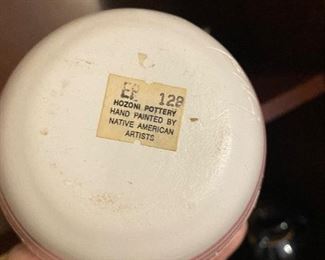 EP 128
HOZONI POTTERY
HAND PAINTED BY
NATIVE AMERICAN
ARTISTS